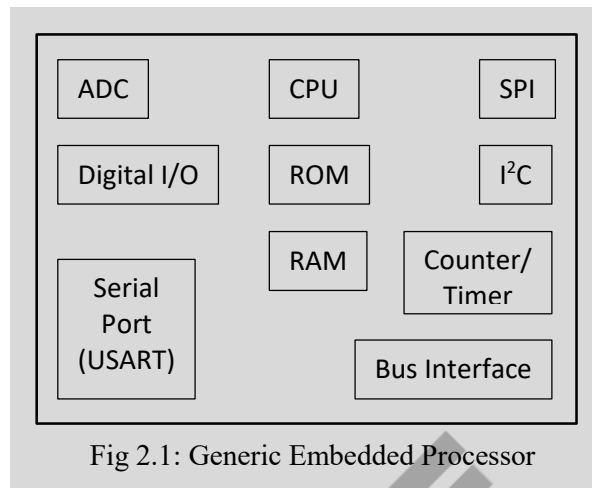 ADC
CPU
SPI
Digital I/O
ROM
I²C
RAM
Counter/
Timer
Serial
Port
(USART)
Bus Interface
Fig 2.1: Generic Embedded Processor